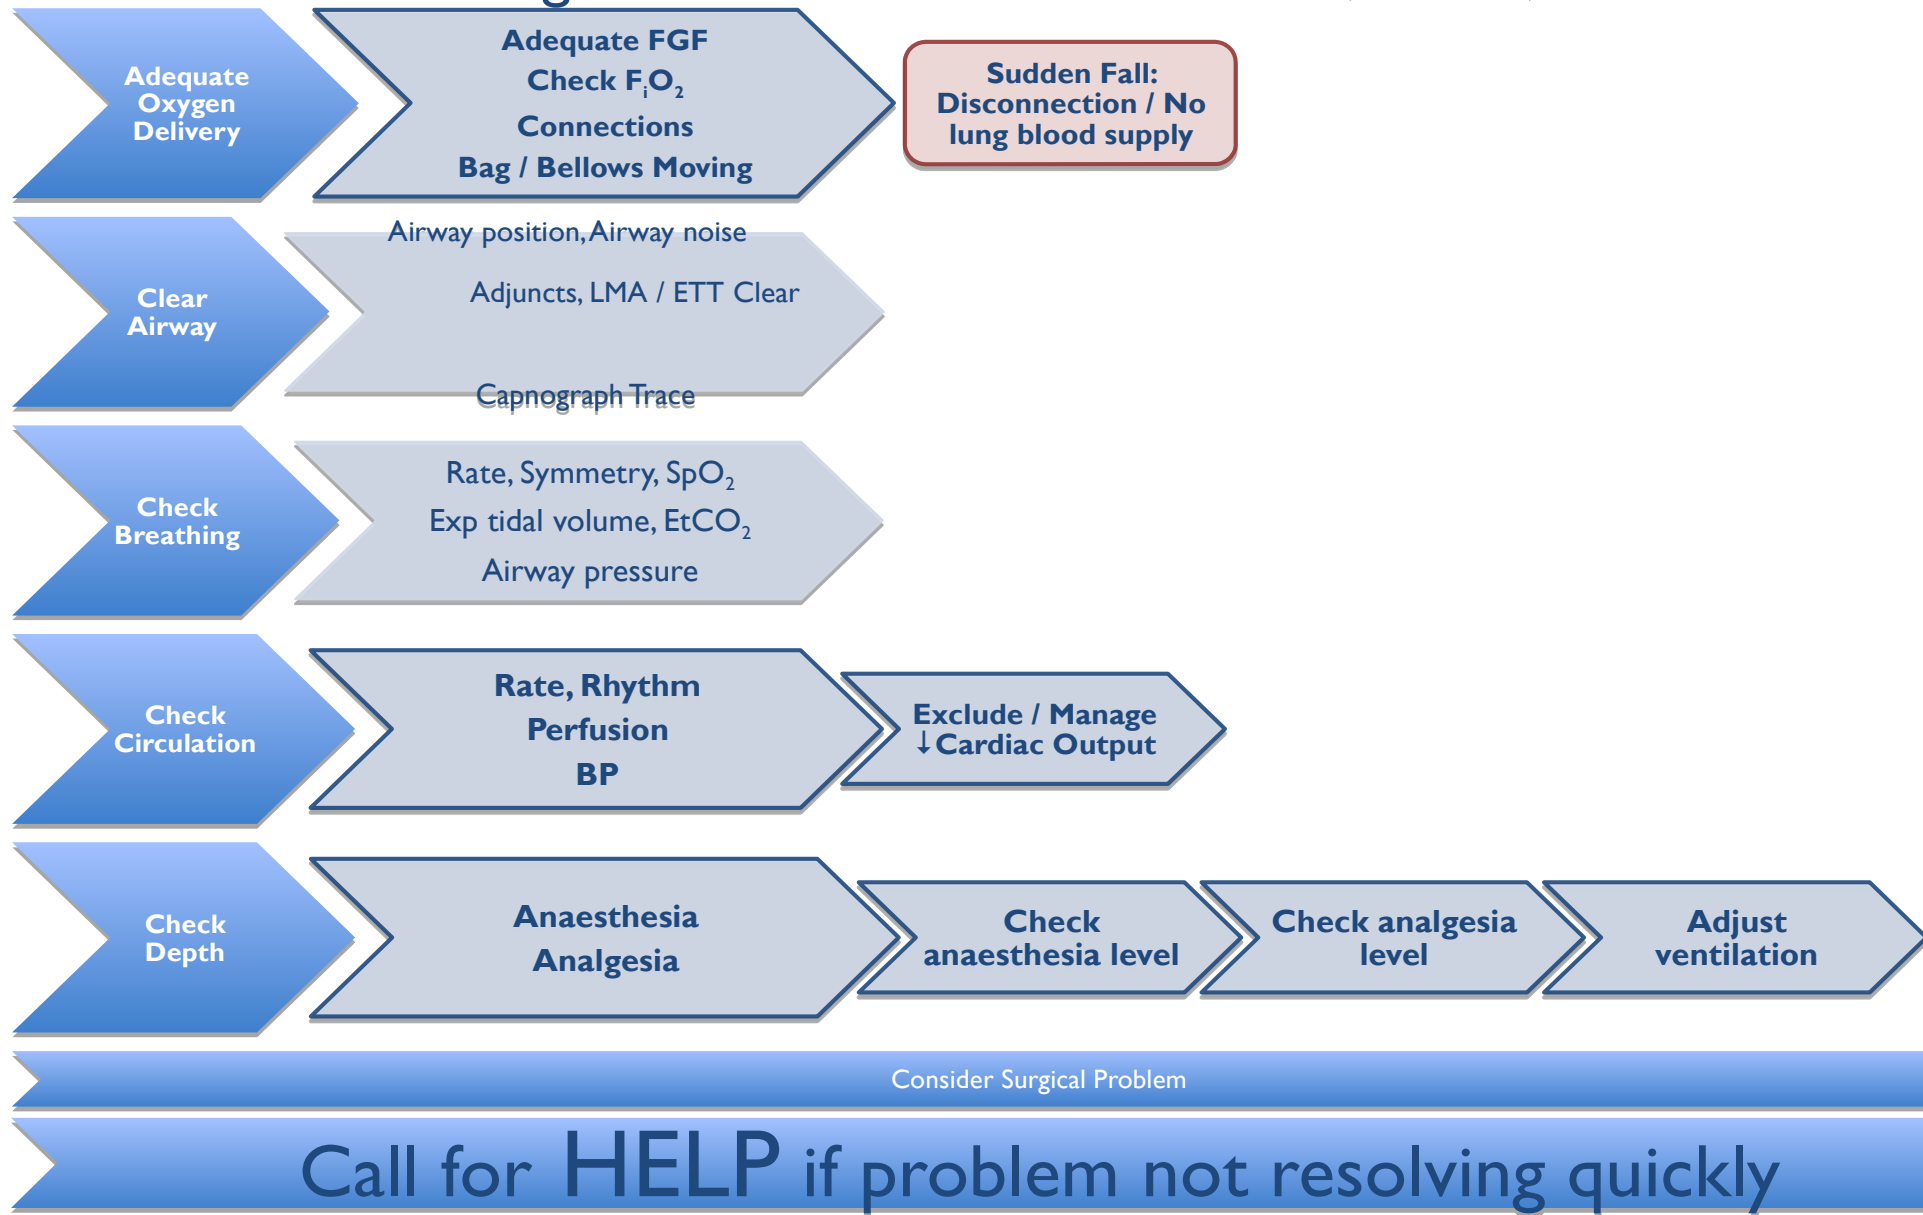 Adequate
Oxygen
Delivery
Adequate FGF
Check FiO2
Connections
Bag / Bellows Moving
Sudden Fall:
Disconnection / No
lung blood supply
Clear
Airway
Airway position, Airway noise
Adjuncts, LMA / ETT Clear
Capnograph Trace
Check
Breathing
Rate, Symmetry, SpO2
Exp tidal volume, EtCO2
Airway pressure
Check
Circulation
Rate, Rhythm
Perfusion
BP
Exclude / Manage
↓Cardiac Output
Check
Depth
Anaesthesia
Analgesia
Check
anaesthesia level
Check analgesia
level
Adjust
ventilation
Consider Surgical Problem
Call for HELP if problem not resolving quickly